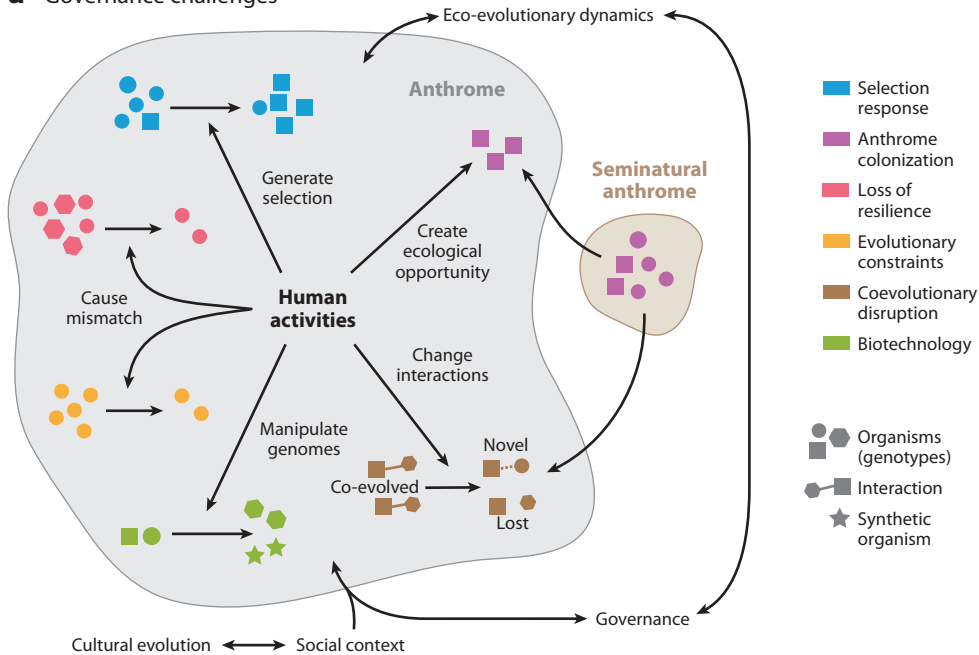 a Governance challenges
Eco-evolutionary dynamics
Anthrome
Generate
selection
Create
ecological
opportunity
Seminatural
anthrome
Cause
mismatch
Human
activities
Change
interactions
Manipulate
genomes
Novel
Co-evolved
Lost
Governance
Cultural evolution
Social context
Selection
response
Anthrome
colonization
Loss of
resilience
Evolutionary
constraints
Coevolutionary
disruption
Biotechnology
Organisms
(genotypes)
Interaction
Synthetic
organism